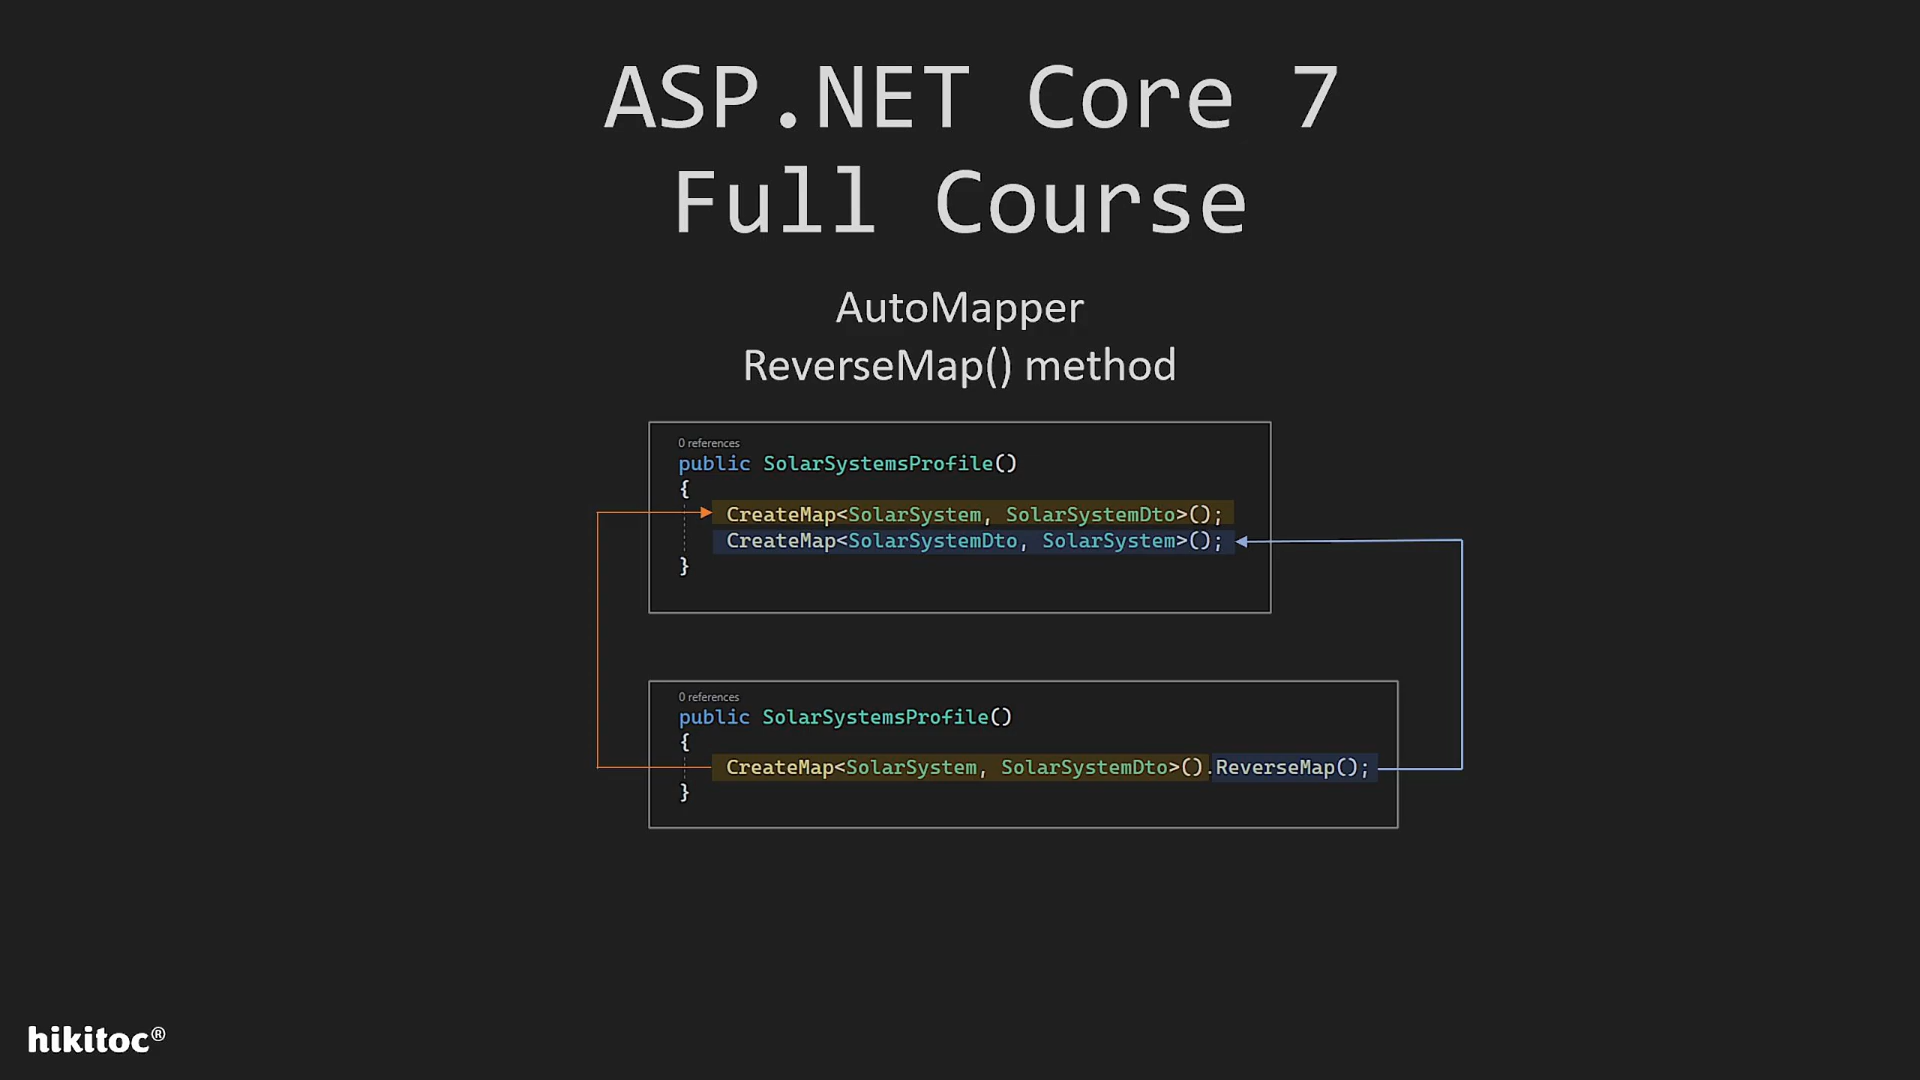 ASP.NET Core 7
Full Course
AutoMapper
ReverseMap() method
0 references
public SolarSystemsProfile()
{
CreateMap<SolarSystem, SolarSystemDto>();
CreateMap<SolarSystemDto, SolarSystem>();
}
0 references
public SolarSystemsProfile()
{
CreateMap<SolarSystem, SolarSystemDto>().ReverseMap();
}
hikitoc®